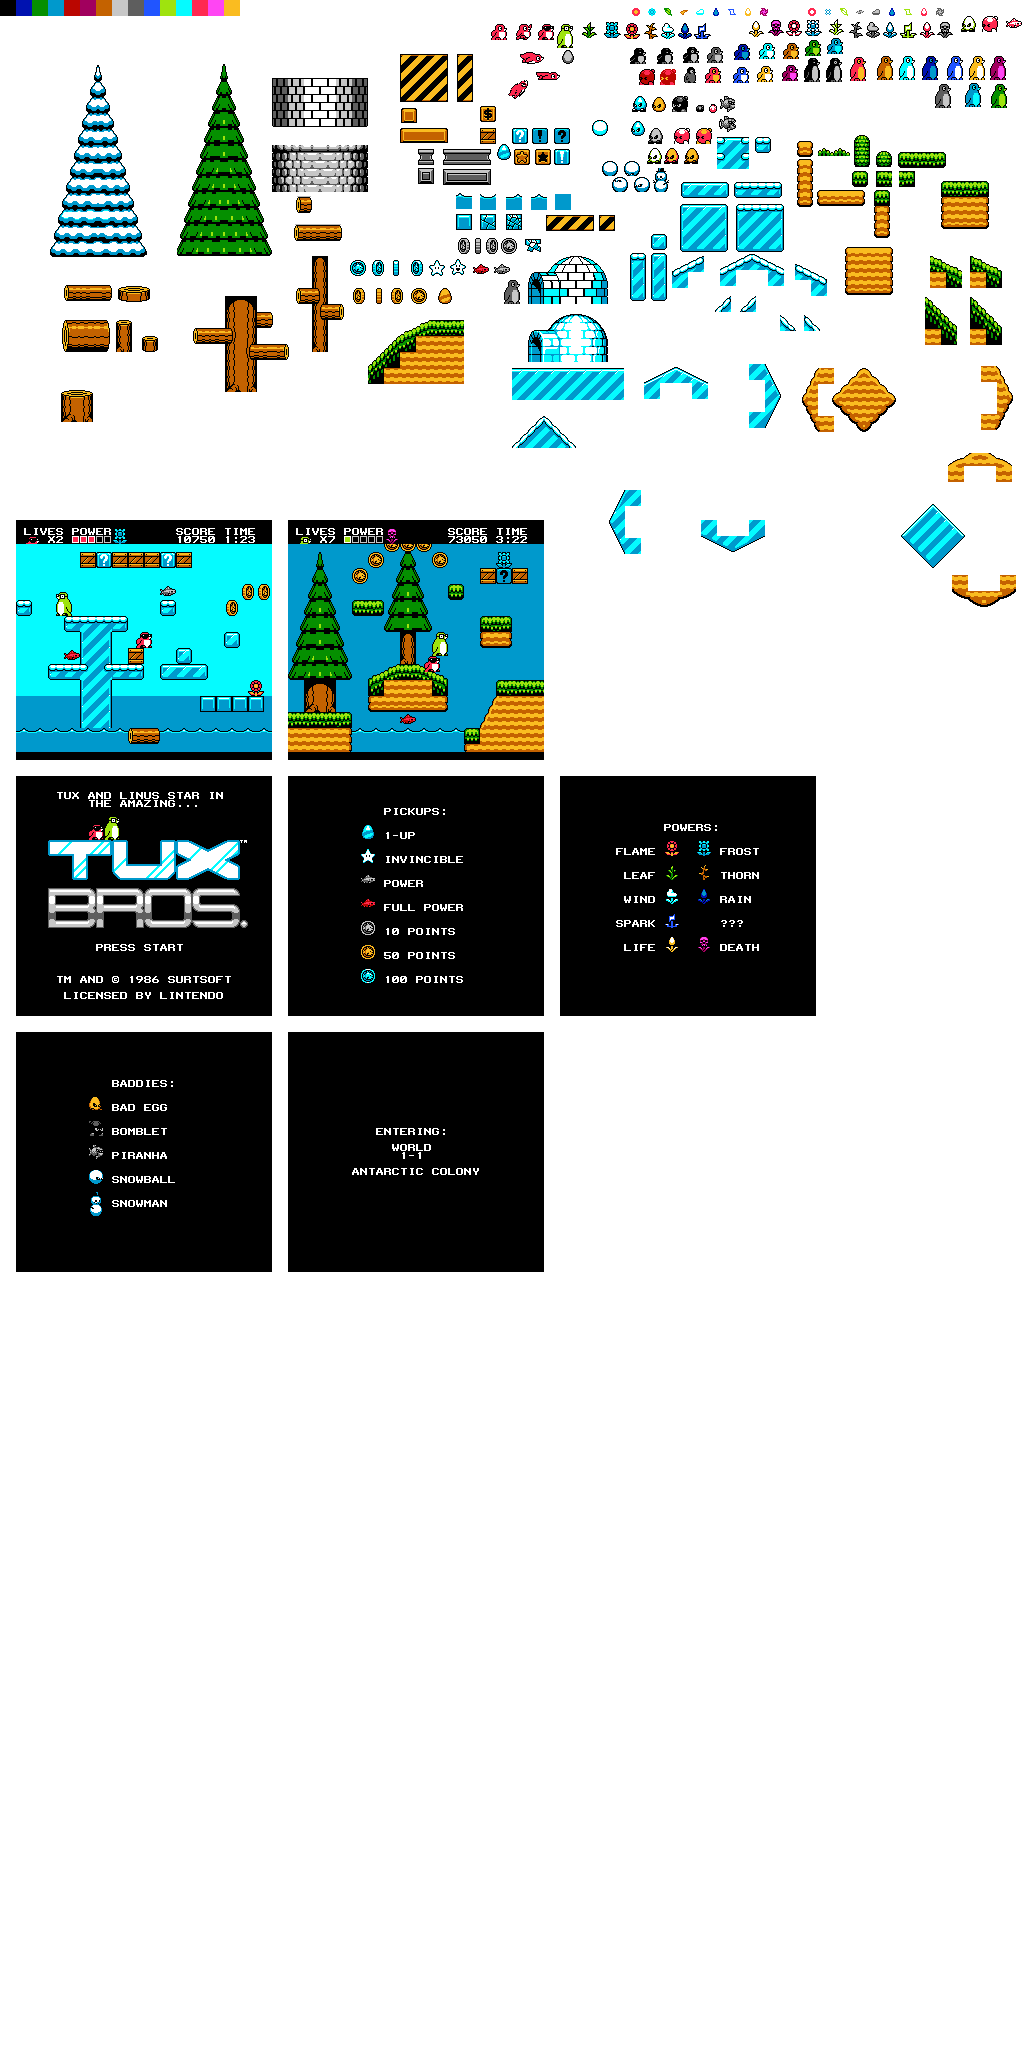 $
? ! ?
!
LIVES POWER SCORE TIME
X2 10750 1:23
? ?
LIVES POWER SCORE TIME
X7 73050 3:22
?
TUX AND LINUS STAR IN
THE AMAZING...
TUX™
BROS.
PRESS START
TM AND © 1986 SURTSOFT
LICENSED BY LINTENDO
PICKUPS:
1-UP
INVINCIBLE
POWER
FULL POWER
10 POINTS
50 POINTS
100 POINTS
POWERS:
FLAME FROST
LEAF THORN
WIND RAIN
SPARK ???
LIFE DEATH
BADDIES:
BAD EGG
BOMBLET
PIRANHA
SNOWBALL
SNOWMAN
ENTERING:
WORLD
1-1
ANTARCTIC COLONY